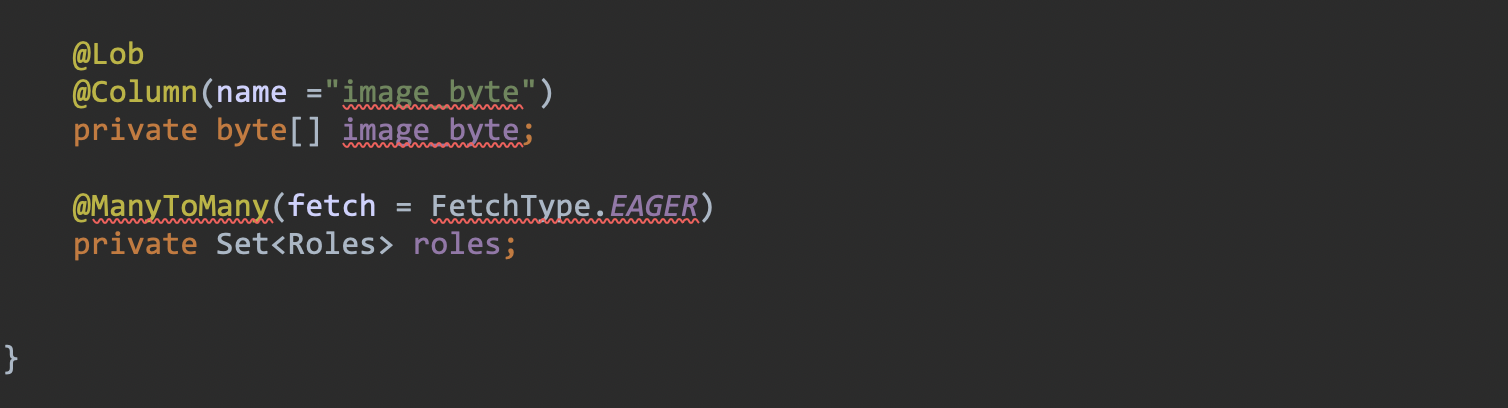 @Lob
@Column(name ="image_byte")
private byte[] image_byte;
@ManyToMany(fetch = FetchType.EAGER)
private Set<Roles> roles;
}